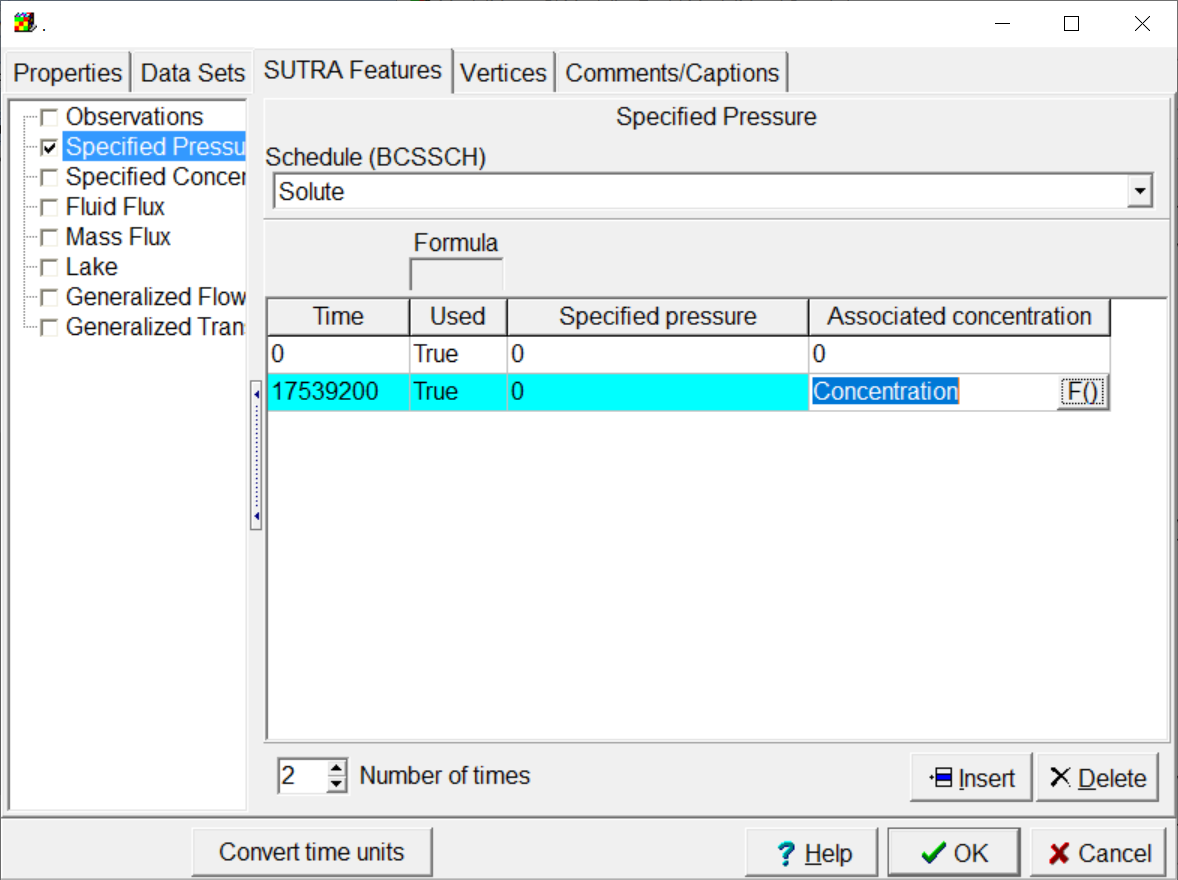 .
Properties Data Sets SUTRA Features Vertices Comments/Captions
Observations
Specified Pressu
Specified Concer
Fluid Flux
Mass Flux
Lake
Generalized Flow
Generalized Tran
Specified Pressure
Schedule (BCSSCH)
Solute
Formula
Time Used Specified pressure Associated concentration
0 True 0 0
17539200 True 0 Concentration F()
2 Number of times Insert Delete
Convert time units ? Help OK Cancel